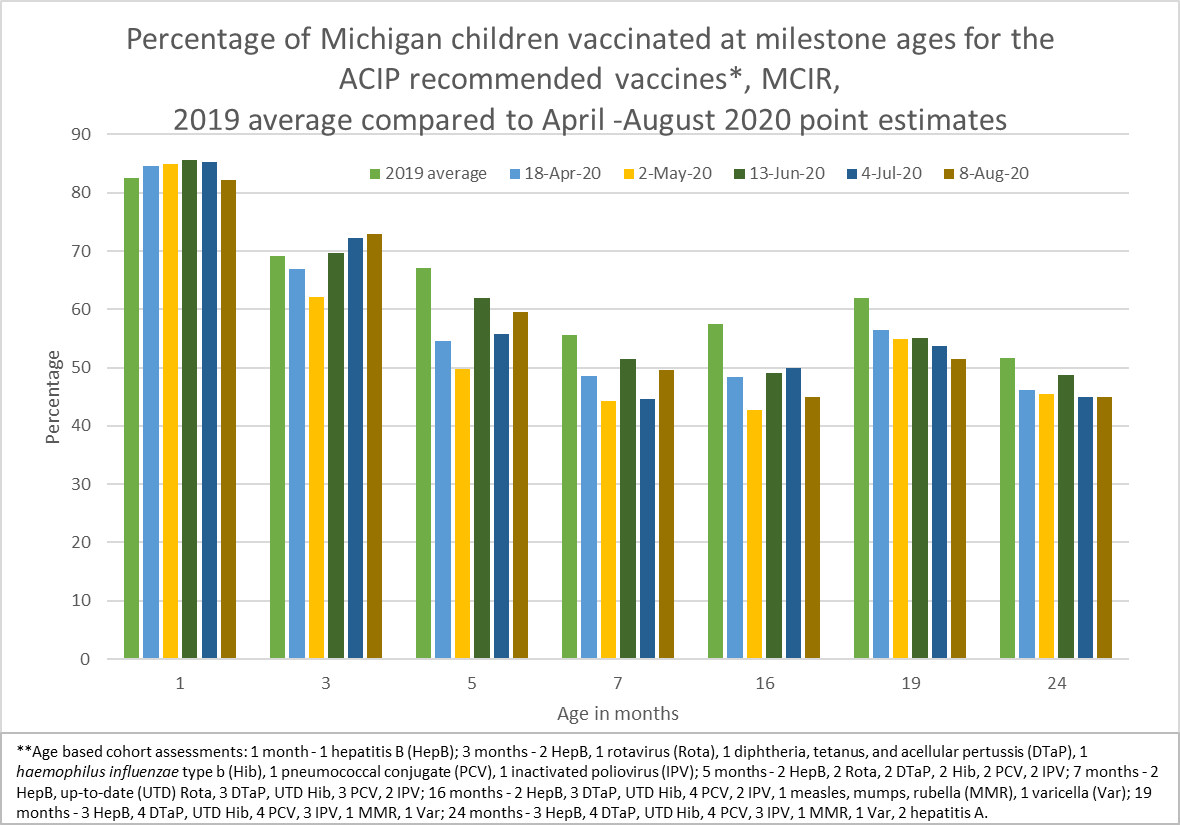 Percentage of Michigan children vaccinated at milestone ages for the
ACIP recommended vaccines*, MCIR,
2019 average compared to April -August 2020 point estimates
90
2019 average 18-Apr-20 2-May-20 13-Jun-20 4-Jul-20 8-Aug-20
80
70
60
50
40
30
20
10
0
Percentage
1 3 5 7 16 19 24
Age in months
**Age based cohort assessments: 1 month - 1 hepatitis B (HepB); 3 months - 2 HepB, 1 rotavirus (Rota), 1 diphtheria, tetanus, and acellular pertussis (DTaP), 1
haemophilus influenzae type b (Hib), 1 pneumococcal conjugate (PCV), 1 inactivated poliovirus (IPV); 5 months - 2 HepB, 2 Rota, 2 DTaP, 2 Hib, 2 PCV, 2 IPV; 7 months - 2
HepB, up-to-date (UTD) Rota, 3 DTaP, UTD Hib, 3 PCV, 2 IPV; 16 months - 2 HepB, 3 DTaP, UTD Hib, 4 PCV, 2 IPV, 1 measles, mumps, rubella (MMR), 1 varicella (Var); 19
months - 3 HepB, 4 DTaP, UTD Hib, 4 PCV, 3 IPV, 1 MMR, 1 Var; 24 months - 3 HepB, 4 DTaP, UTD Hib, 4 PCV, 3 IPV, 1 MMR, 1 Var, 2 hepatitis A.